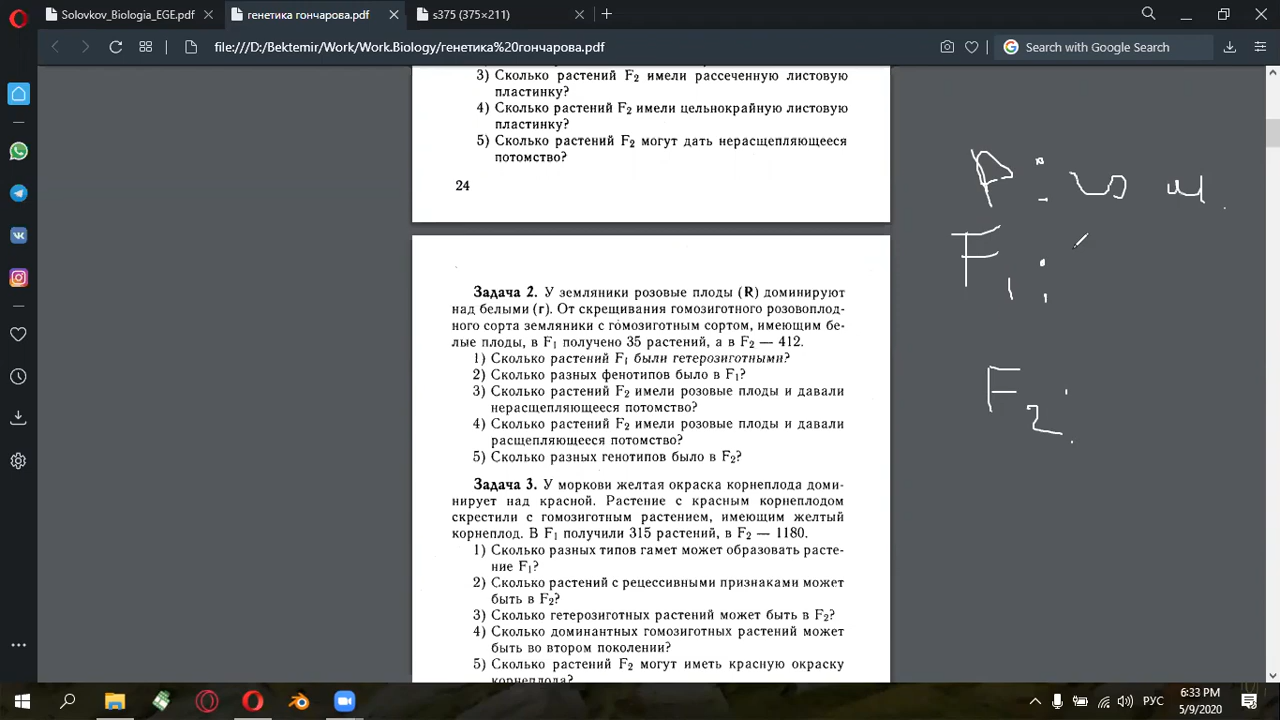 Solovkov_Biologia_EGE.pdf
генетика гончарова.pdf
s375 (375×211)
file:///D:/Bektemir/Work/Work.Biology/генетика%20гончарова.pdf
Search with Google Search
3) Сколько растений F2 имели рассеченную листовую
пластинку?
4) Сколько растений F2 имели цельнокрайную листовую
пластинку?
5) Сколько растений F2 могут дать нерасщепляющееся
потомство?
24
Задача 2. У земляники розовые плоды (R) доминируют
над белыми (r). От скрещивания гомозиготного розовоплод-
ного сорта земляники с гомозиготным сортом, имеющим бе-
лые плоды, в F1 получено 35 растений, а в F2 — 412.
1) Сколько растений F1 были гетерозиготными?
2) Сколько разных фенотипов было в F1?
3) Сколько растений F2 имели розовые плоды и давали
нерасщепляющееся потомство?
4) Сколько растений F2 имели розовые плоды и давали
расщепляющееся потомство?
5) Сколько разных генотипов было в F2?
Задача 3. У моркови желтая окраска корнеплода доми-
нирует над красной. Растение с красным корнеплодом
скрестили с гомозиготным растением, имеющим желтый
корнеплод. В F1 получили 315 растений, в F2 — 1180.
1) Сколько разных типов гамет может образовать расте-
ние F1?
2) Сколько растений с рецессивными признаками может
быть в F2?
3) Сколько гетерозиготных растений может быть в F2?
4) Сколько доминантных гомозиготных растений может
быть во втором поколении?
5) Сколько растений F2 могут иметь красную окраску
корнеплода?
P:
F1:
F2:
РУС
6:33 PM
5/9/2020